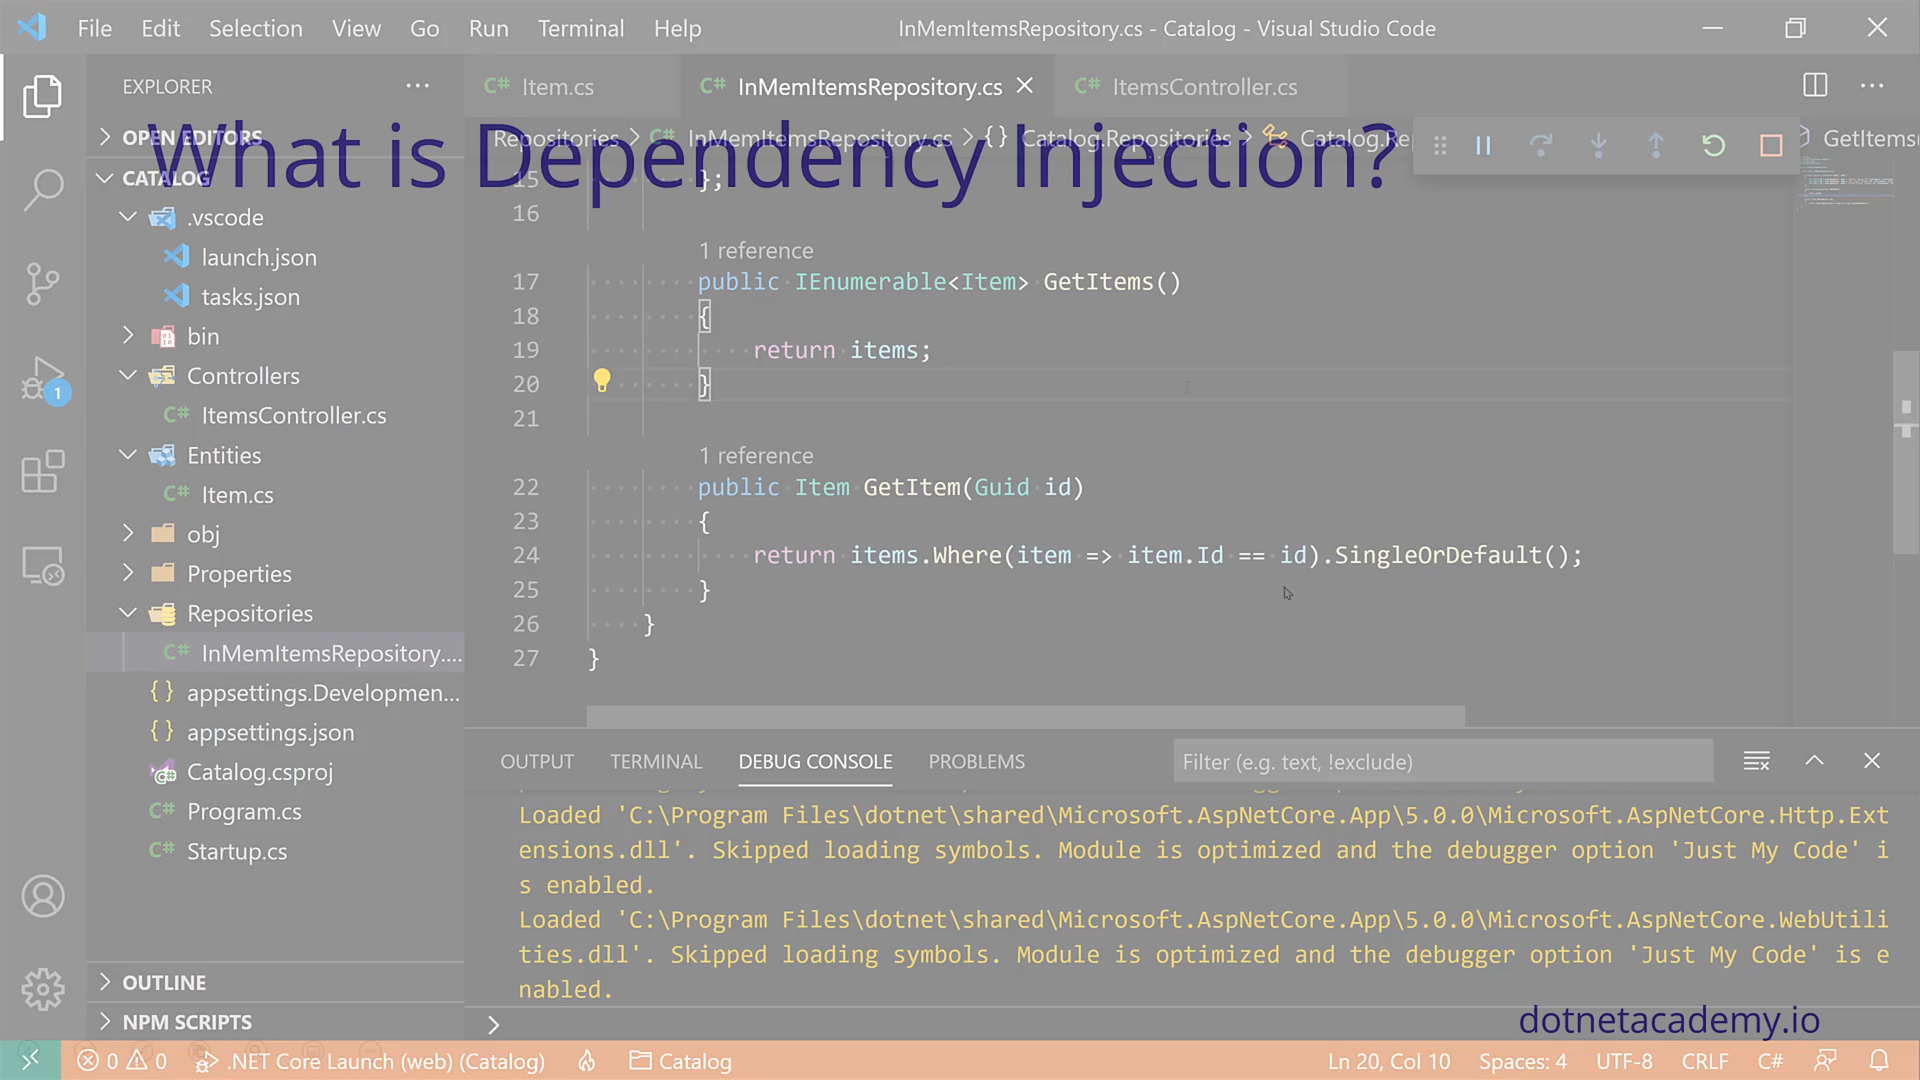 File Edit Selection View Go Run Terminal Help
InMemItemsRepository.cs - Catalog - Visual Studio Code
EXPLORER
Item.cs
InMemItemsRepository.cs
ItemsController.cs
What is Dependency Injection?
OPEN EDITORS
Repositories > InMemItemsRepository.cs > {} Catalog.Repositories > Catalog.Re
GetItems
CATALOG
.vscode
launch.json
tasks.json
bin
Controllers
ItemsController.cs
Entities
Item.cs
obj
Properties
Repositories
InMemItemsRepository....
appsettings.Developmen...
appsettings.json
Catalog.csproj
Program.cs
Startup.cs
OUTLINE
NPM SCRIPTS
1
15 };
16
1 reference
17 public IEnumerable<Item> GetItems()
18 {
19 return items;
20 }
21
1 reference
22 public Item GetItem(Guid id)
23 {
24 return items.Where(item => item.Id == id).SingleOrDefault();
25 }
26 }
27 }
OUTPUT TERMINAL DEBUG CONSOLE PROBLEMS
Filter (e.g. text, !exclude)
Loaded 'C:\Program Files\dotnet\shared\Microsoft.AspNetCore.App\5.0.0\Microsoft.AspNetCore.Http.Ext
ensions.dll'. Skipped loading symbols. Module is optimized and the debugger option 'Just My Code' i
s enabled.
Loaded 'C:\Program Files\dotnet\shared\Microsoft.AspNetCore.App\5.0.0\Microsoft.AspNetCore.WebUtili
ties.dll'. Skipped loading symbols. Module is optimized and the debugger option 'Just My Code' is e
nabled.
dotnetacademy.io
0 0 .NET Core Launch (web) (Catalog) Catalog
Ln 20, Col 10 Spaces: 4 UTF-8 CRLF C#